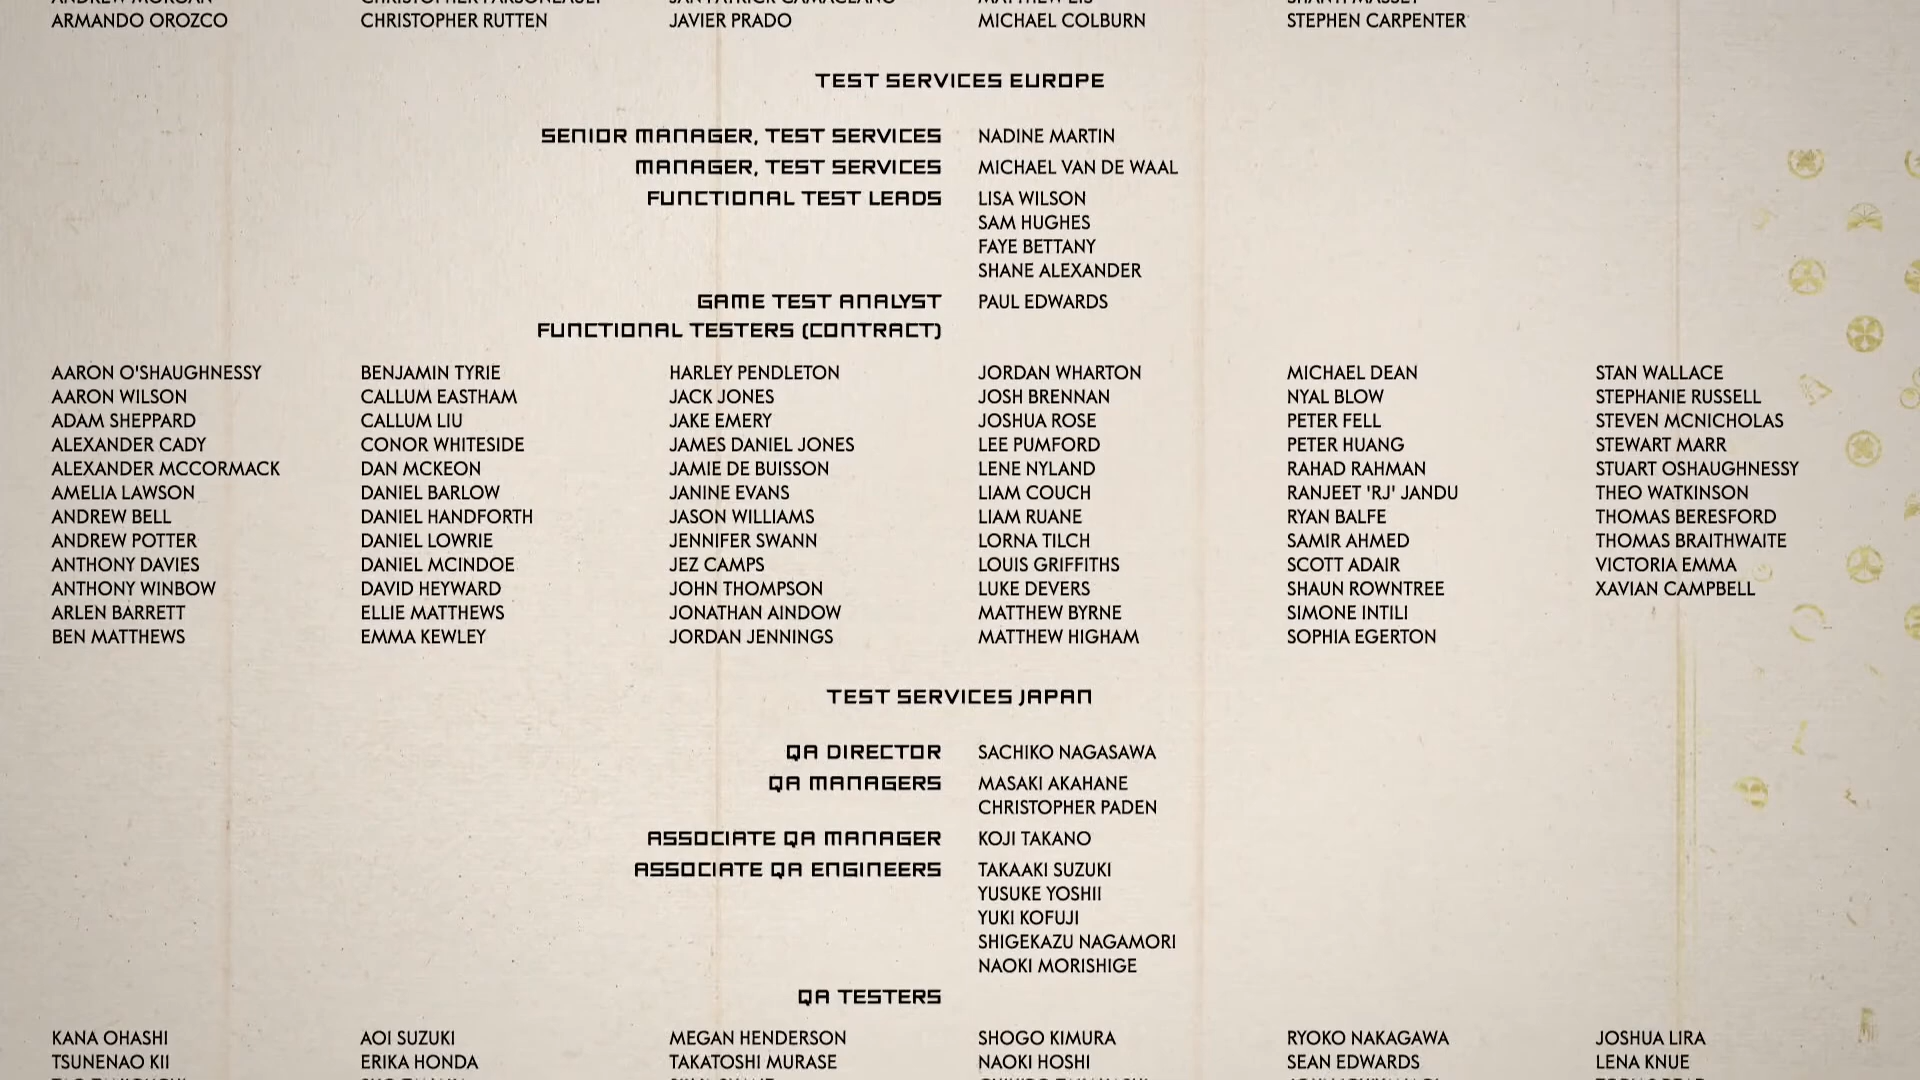 ARMANDO OROZCO CHRISTOPHER RUTTEN JAVIER PRADO MICHAEL COLBURN STEPHEN CARPENTER
TEST SERVICES EUROPE
SENIOR MANAGER, TEST SERVICES NADINE MARTIN
MANAGER, TEST SERVICES MICHAEL VAN DE WAAL
FUNCTIONAL TEST LEADS LISA WILSON
SAM HUGHES
FAYE BETTANY
SHANE ALEXANDER
GAME TEST ANALYST PAUL EDWARDS
FUNCTIONAL TESTERS (CONTRACT)
AARON O'SHAUGHNESSY BENJAMIN TYRIE HARLEY PENDLETON JORDAN WHARTON MICHAEL DEAN STAN WALLACE
AARON WILSON CALLUM EASTHAM JACK JONES JOSH BRENNAN NYAL BLOW STEPHANIE RUSSELL
ADAM SHEPPARD CALLUM LIU JAKE EMERY JOSHUA ROSE PETER FELL STEVEN MCNICHOLAS
ALEXANDER CADY CONOR WHITESIDE JAMES DANIEL JONES LEE PUMFORD PETER HUANG STEWART MARR
ALEXANDER MCCORMACK DAN MCKEON JAMIE DE BUISSON LENE NYLAND RAHAD RAHMAN STUART OSHAUGHNESSY
AMELIA LAWSON DANIEL BARLOW JANINE EVANS LIAM COUCH RANJEET 'RJ' JANDU THEO WATKINSON
ANDREW BELL DANIEL HANDFORTH JASON WILLIAMS LIAM RUANE RYAN BALFE THOMAS BERESFORD
ANDREW POTTER DANIEL LOWRIE JENNIFER SWANN LORNA TILCH SAMIR AHMED THOMAS BRAITHWAITE
ANTHONY DAVIES DANIEL MCINDOE JEZ CAMPS LOUIS GRIFFITHS SCOTT ADAIR VICTORIA EMMA
ANTHONY WINBOW DAVID HEYWARD JOHN THOMPSON LUKE DEVERS SHAUN ROWNTREE XAVIAN CAMPBELL
ARLEN BARRETT ELLIE MATTHEWS JONATHAN AINDOW MATTHEW BYRNE SIMONE INTILI
BEN MATTHEWS EMMA KEWLEY JORDAN JENNINGS MATTHEW HIGHAM SOPHIA EGERTON
TEST SERVICES JAPAN
QA DIRECTOR SACHIKO NAGASAWA
QA MANAGERS MASAKI AKAHANE
CHRISTOPHER PADEN
ASSOCIATE QA MANAGER KOJI TAKANO
ASSOCIATE QA ENGINEERS TAKAAKI SUZUKI
YUSUKE YOSHII
YUKI KOFUJI
SHIGEKAZU NAGAMORI
NAOKI MORISHIGE
QA TESTERS
KANA OHASHI AOI SUZUKI MEGAN HENDERSON SHOGO KIMURA RYOKO NAKAGAWA JOSHUA LIRA
TSUNENAO KII ERIKA HONDA TAKATOSHI MURASE NAOKI HOSHI SEAN EDWARDS LENA KNUE